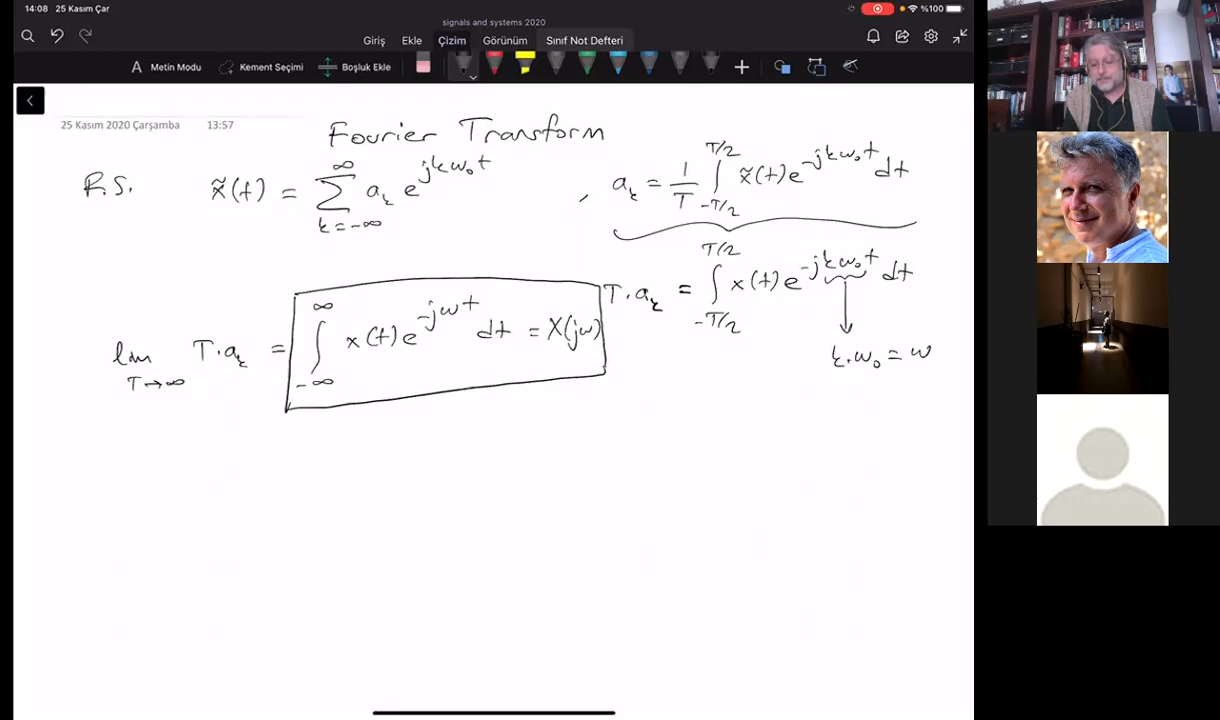 14:08 25 Kasım Çar %100
signals and systems 2020
Giriş Ekle Çizim Görünüm Sınıf Not Defteri
A Metin Modu Kement Seçimi Boşluk Ekle
25 Kasım 2020 Çarşamba 13:57
Fourier Transform
F.S. x̃(t) = ∑_{k=-∞}^{∞} a_k e^{jkω₀t} , a_k = 1/T ∫_{-T/2}^{T/2} x̃(t) e^{-jkω₀t} dt
T·a_k = ∫_{-T/2}^{T/2} x(t) e^{-jkω₀t} dt
lim_{T→∞} T·a_k = ∫_{-∞}^{∞} x(t) e^{-jωt} dt = X(jω)
k·ω₀ = ω